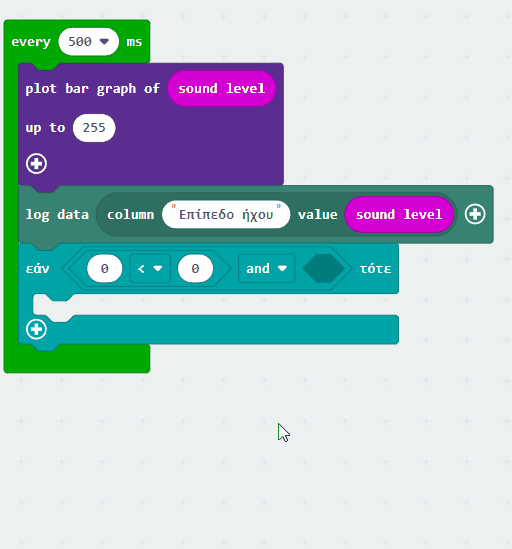 every 500 ms
plot bar graph of sound level
up to 255
log data column "Επίπεδο ήχου" value sound level
εάν 0 < 0 and τότε